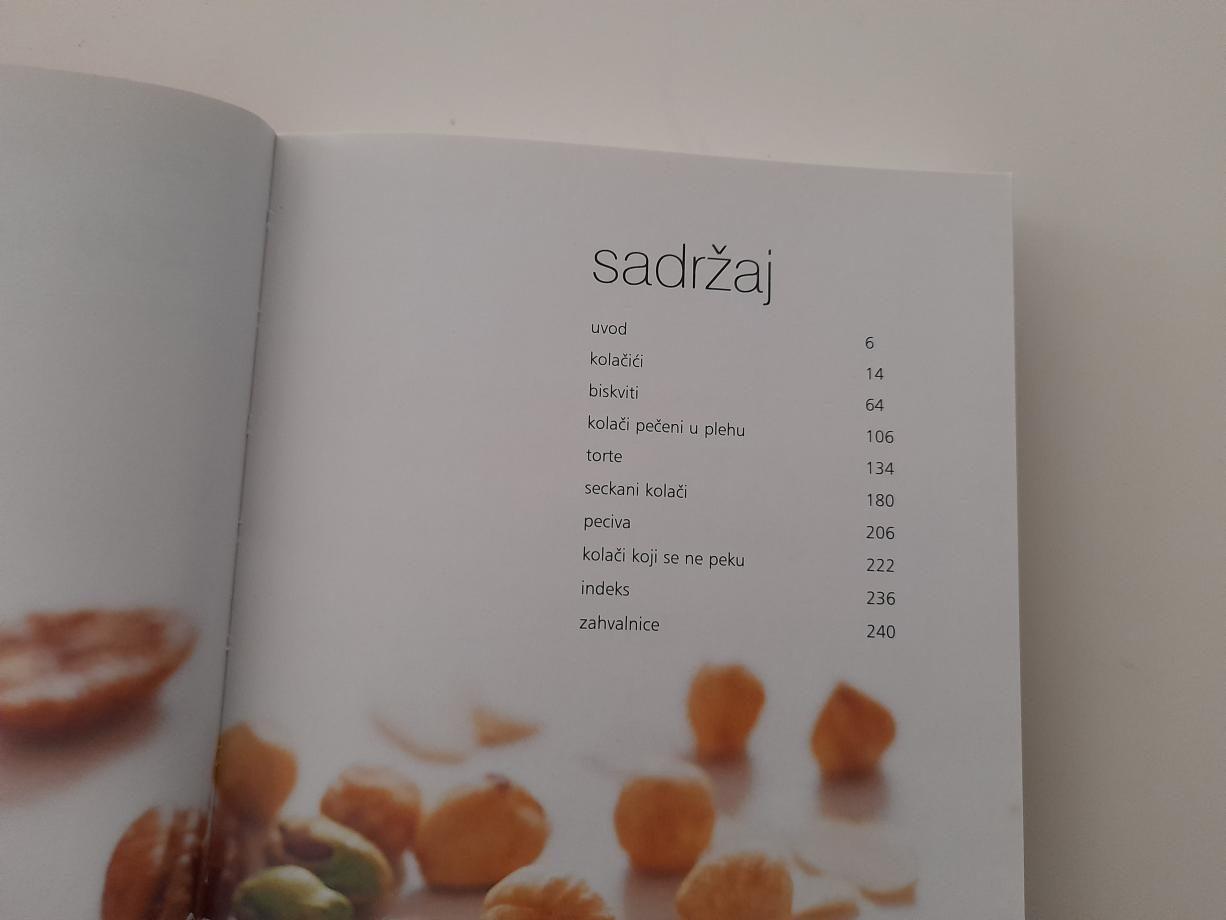 sadržaj
uvod 6
kolačići 14
biskviti 64
kolači pečeni u plehu 106
torte 134
seckani kolači 180
peciva 206
kolači koji se ne peku 222
indeks 236
zahvalnice 240